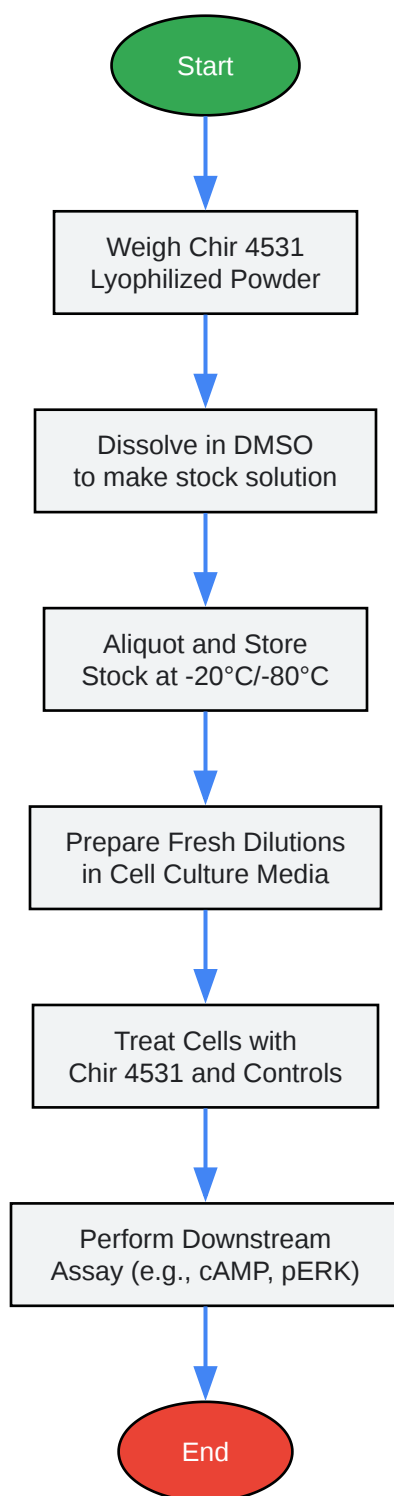 Start
Weigh Chir 4531
Lyophilized Powder
Dissolve in DMSO
to make stock solution
Aliquot and Store
Stock at -20°C/-80°C
Prepare Fresh Dilutions
in Cell Culture Media
Treat Cells with
Chir 4531 and Controls
Perform Downstream
Assay (e.g., cAMP, pERK)
End